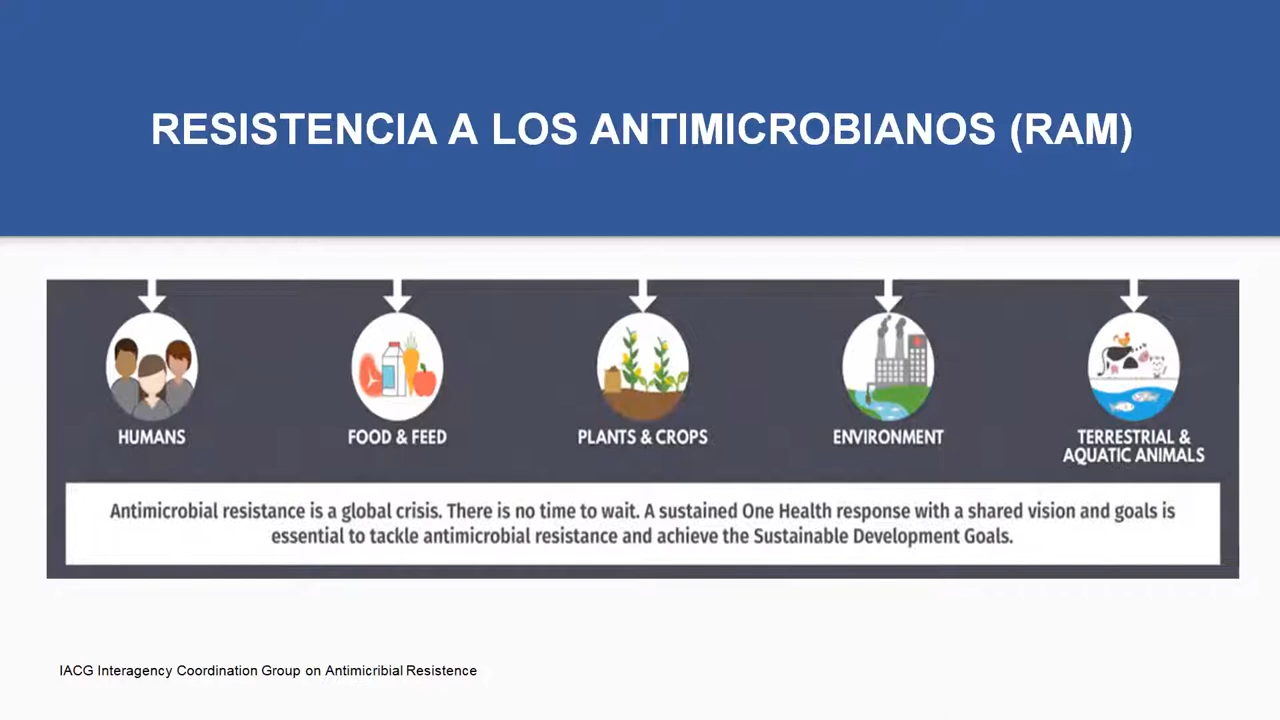 RESISTENCIA A LOS ANTIMICROBIANOS (RAM)
HUMANS
FOOD & FEED
PLANTS & CROPS
ENVIRONMENT
TERRESTRIAL &
AQUATIC ANIMALS
Antimicrobial resistance is a global crisis. There is no time to wait. A sustained One Health response with a shared vision and goals is
essential to tackle antimicrobial resistance and achieve the Sustainable Development Goals.
IACG Interagency Coordination Group on Antimicribial Resistence